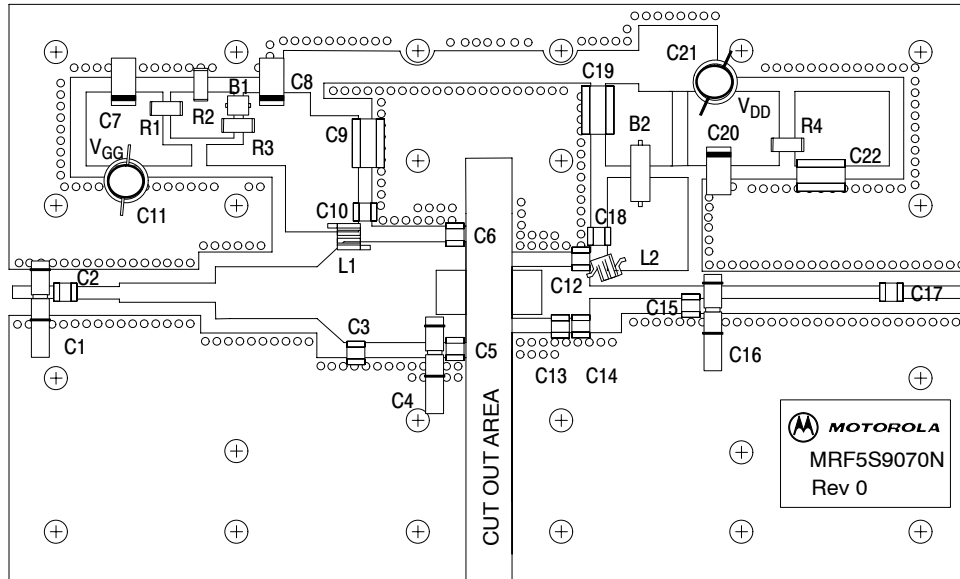 C21
C19
C8
B1
R2
C7
R1
VDD
R4
C9
B2
C20
VGG
R3
C22
C10
C11
C18
C6
L1
L2
C2
C12
C17
C15
C3
C1
C5
C16
C13
C14
C4
CUT OUT AREA
MOTOROLA
MRF5S9070N
Rev 0